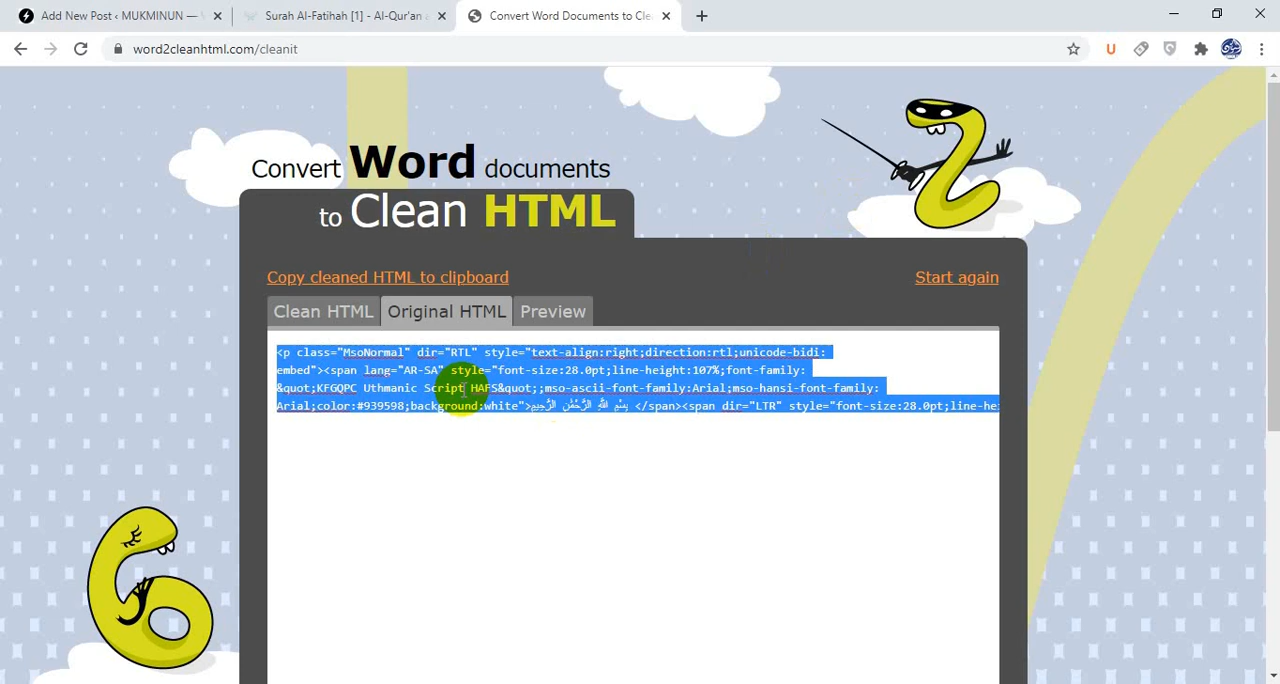 Add New Post ‹ MUKMINUN —
Surah Al-Fatihah [1] - Al-Qur'an
Convert Word Documents to Cle
word2cleanhtml.com/cleanit
Convert Word documents
to Clean HTML
Copy cleaned HTML to clipboard
Start again
Clean HTML
Original HTML
Preview
<p class="MsoNormal" dir="RTL" style="text-align:right;direction:rtl;unicode-bidi:
embed"><span lang="AR-SA" style="font-size:28.0pt;line-height:107%;font-family:
&quot;KFGQPC Uthmanic Script HAFS&quot;;mso-ascii-font-family:Arial;mso-hansi-font-family:
Arial;color:#939598;background:white">بِسْمِ اللَّهِ الرَّحْمَٰنِ الرَّحِيمِ </span><span dir="LTR" style="font-size:28.0pt;line-hei